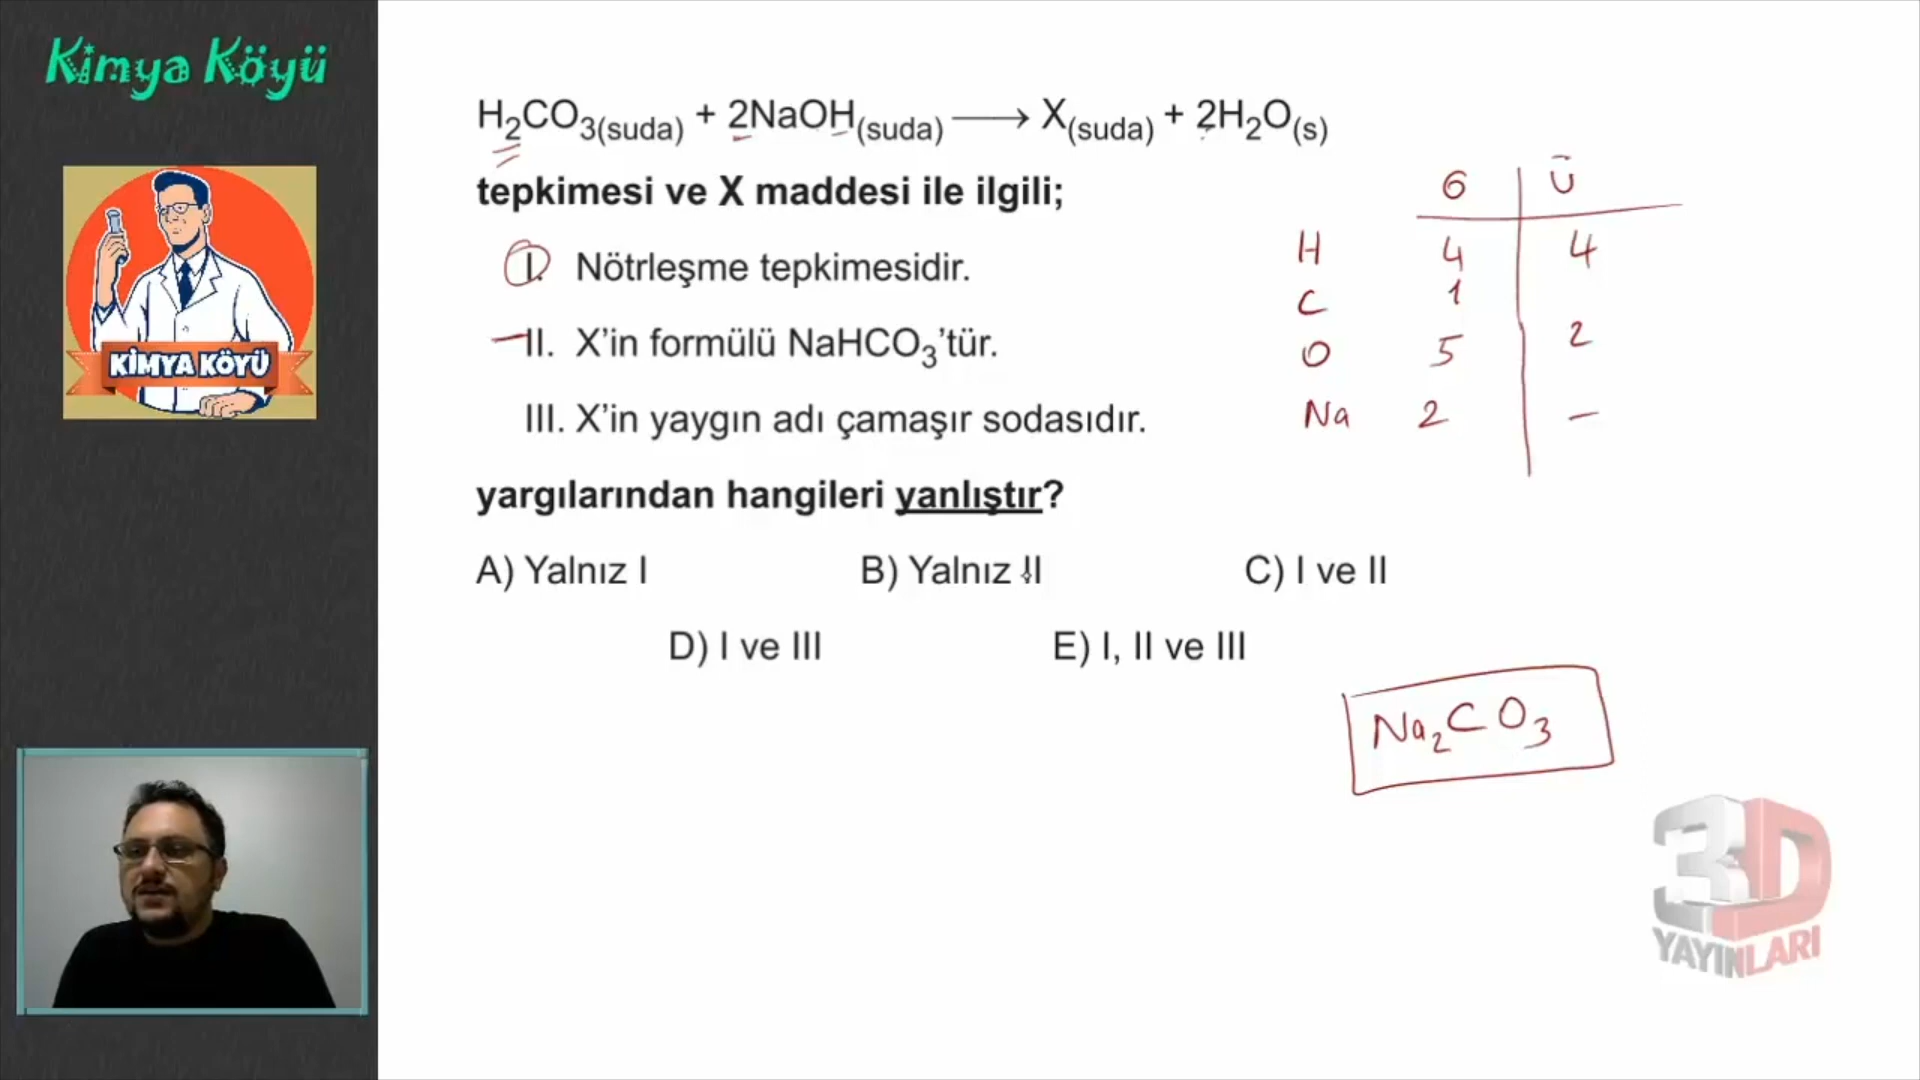 Kimya Köyü
KİMYA KÖYÜ
H₂CO₃(suda) + 2NaOH(suda) ⟶ X(suda) + 2H₂O(s)
tepkimesi ve X maddesi ile ilgili;
I. Nötrleşme tepkimesidir.
II. X’in formülü NaHCO₃’tür.
III. X’in yaygın adı çamaşır sodasıdır.
yargılarından hangileri yanlıştır?
A) Yalnız I B) Yalnız II C) I ve II
D) I ve III E) I, II ve III
G Ü
H 4 4
C 1
O 5 2
Na 2 –
Na₂CO₃
3D
YAYINLARI